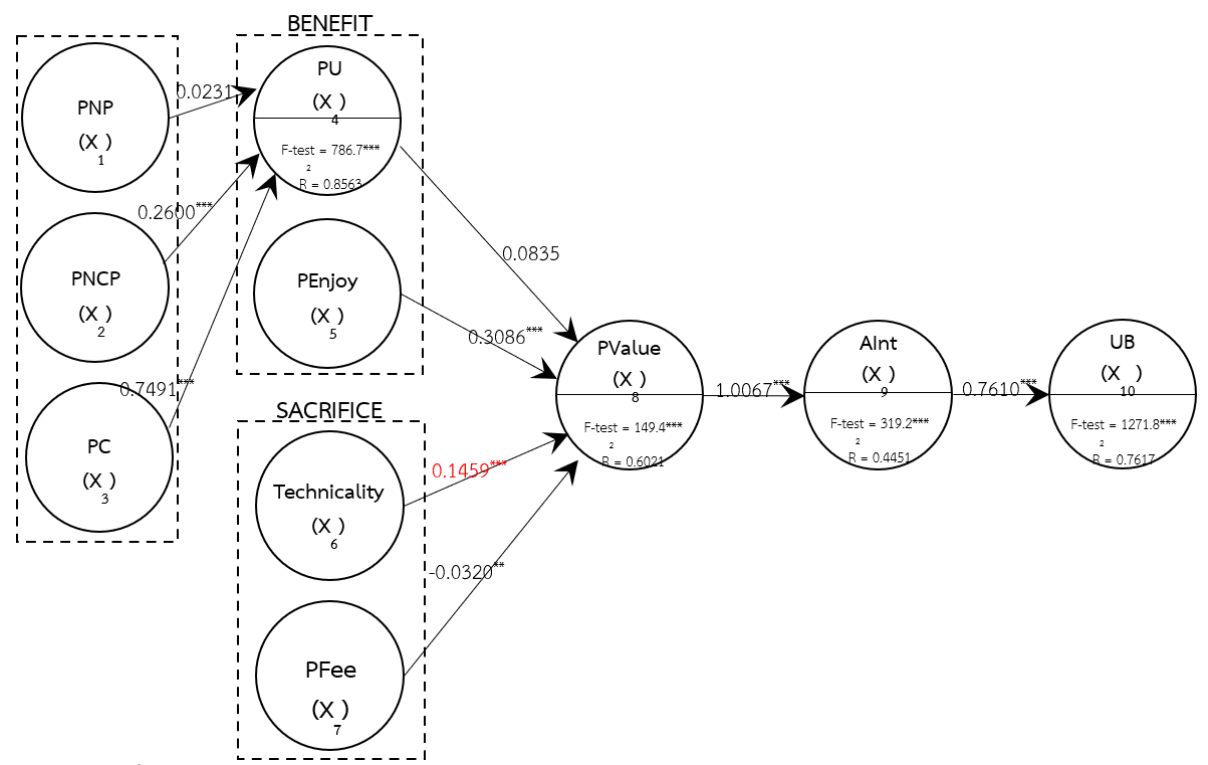 BENEFIT
PNP
(X )
1
0.0231
PU
(X )
4
F-test = 786.7***
2
R = 0.8563
0.2600***
PNCP
(X )
2
PEnjoy
(X )
5
0.0835
0.3086***
0.7491***
PC
(X )
3
SACRIFICE
Technicality
(X )
6
0.1459***
PFee
(X )
7
-0.0320**
PValue
(X )
8
F-test = 149.4***
2
R = 0.6021
1.0067***
AInt
(X )
9
F-test = 319.2***
2
R = 0.4451
0.7610***
UB
(X )
10
F-test = 1271.8***
2
R = 0.7617